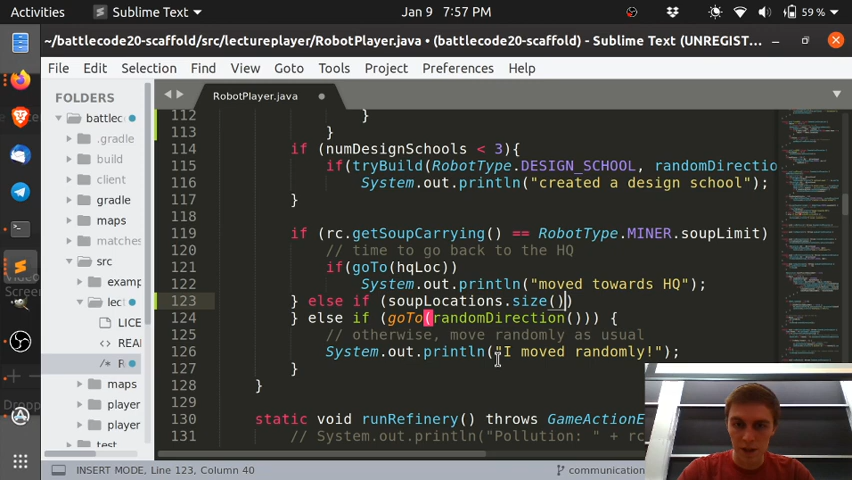 Activities Sublime Text Jan 9 7:57 PM 59 %
~/battlecode20-scaffold/src/lectureplayer/RobotPlayer.java • (battlecode20-scaffold) - Sublime Text (UNREGIST...
File Edit Selection Find View Goto Tools Project Preferences Help
FOLDERS
battlec
.gradle
build
client
gradle
maps
matches
src
examp
lect
LICE
REA
/* R
maps
player
player
test
RobotPlayer.java
112 }
113 }
114 if (numDesignSchools < 3){
115 if(tryBuild(RobotType.DESIGN_SCHOOL, randomDirectio
116 System.out.println("created a design school");
117 }
118
119 if (rc.getSoupCarrying() == RobotType.MINER.soupLimit)
120 // time to go back to the HQ
121 if(goTo(hqLoc))
122 System.out.println("moved towards HQ");
123 } else if (soupLocations.size())
124 } else if (goTo(randomDirection())) {
125 // otherwise, move randomly as usual
126 System.out.println("I moved randomly!");
127 }
128 }
129
130 static void runRefinery() throws GameActionE
131 // System.out.println("Pollution: " + rc
INSERT MODE, Line 123, Column 40 communication